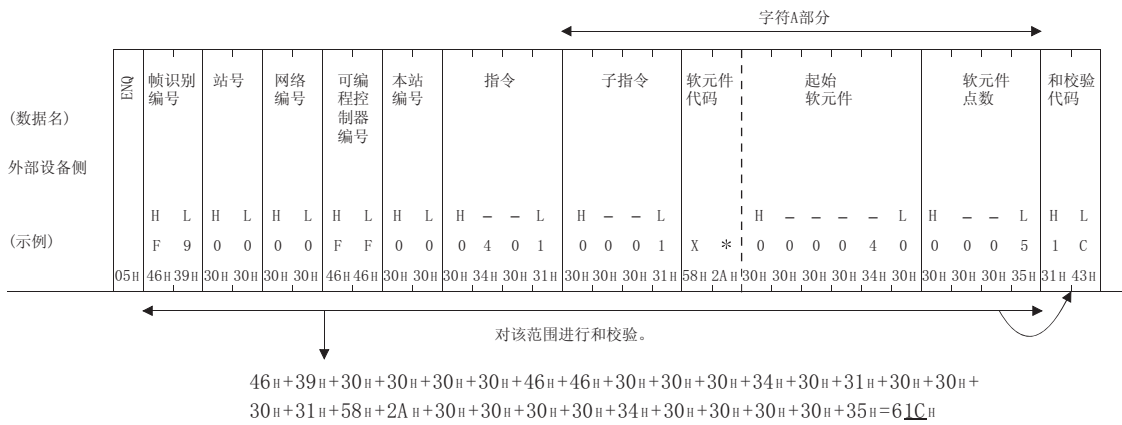 字符A部分
ENQ
帧识别编号
站号
网络编号
可编程控制器编号
本站编号
指令
子指令
软元件代码
起始软元件
软元件点数
和校验代码
(数据名)
外部设备侧
H L H L H L H L H L H － － L H － － L H － － － － L H － － L H L
(示例)
F 9 0 0 0 0 F F 0 0 0 4 0 1 0 0 0 1 X * 0 0 0 0 4 0 0 0 0 5 1 C
05H 46H 39H 30H 30H 30H 30H 46H 46H 30H 30H 30H 34H 30H 31H 30H 30H 30H 31H 58H 2AH 30H 30H 30H 30H 34H 30H 30H 30H 30H 35H 31H 43H
对该范围进行和校验。
46H+39H+30H+30H+30H+30H+46H+46H+30H+30H+30H+34H+30H+31H+30H+30H+
30H+31H+58H+2AH+30H+30H+30H+30H+34H+30H+30H+30H+30H+35H=61CH